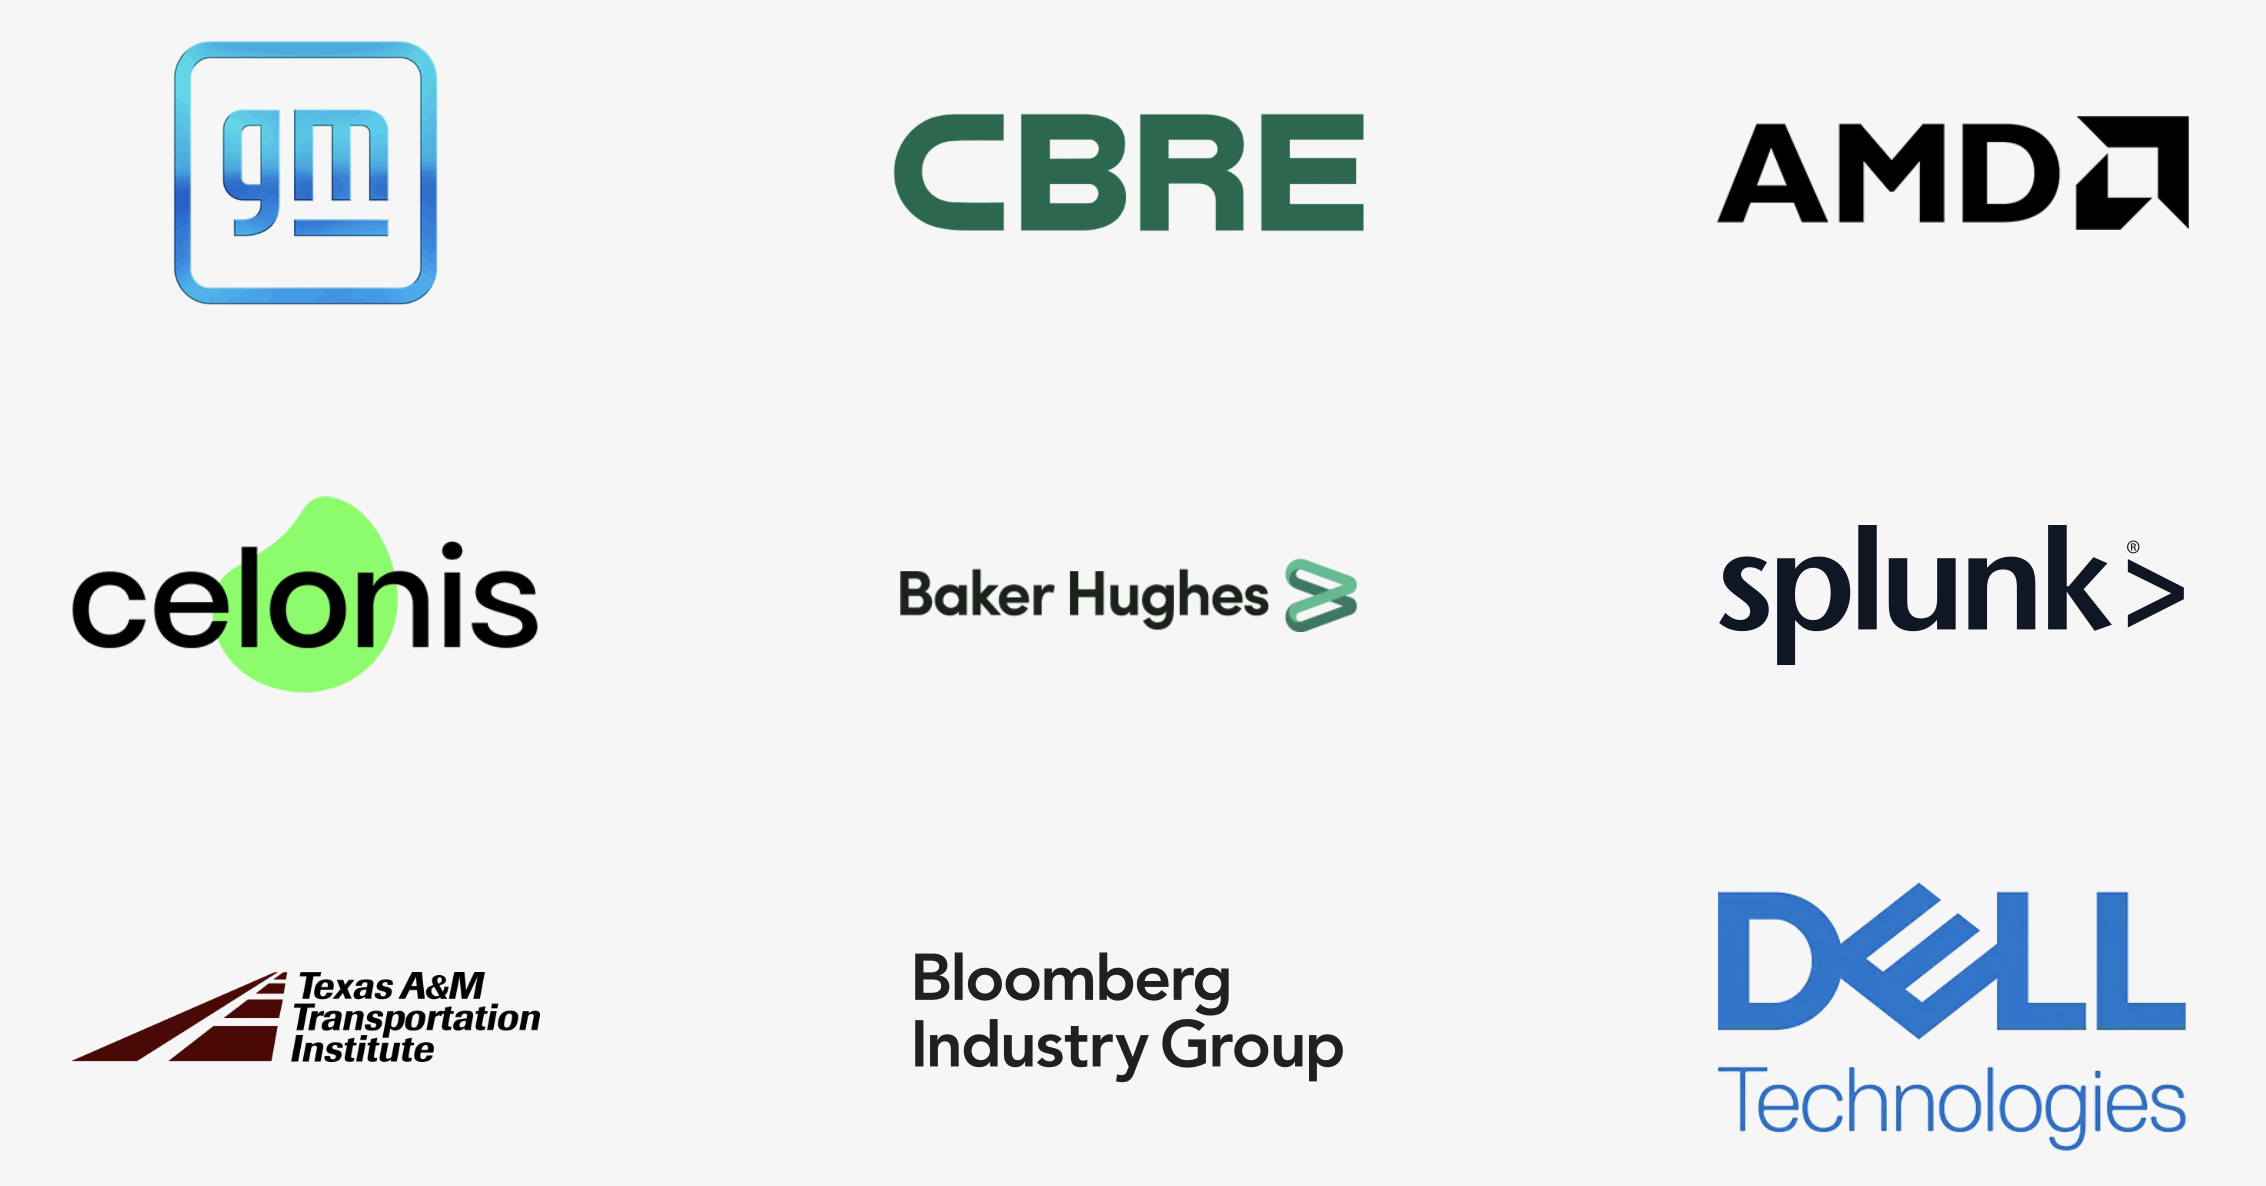 gm
CBRE
AMD
celonis
Baker Hughes
splunk>®
Texas A&M
Transportation
Institute
Bloomberg
Industry Group
DELL
Technologies